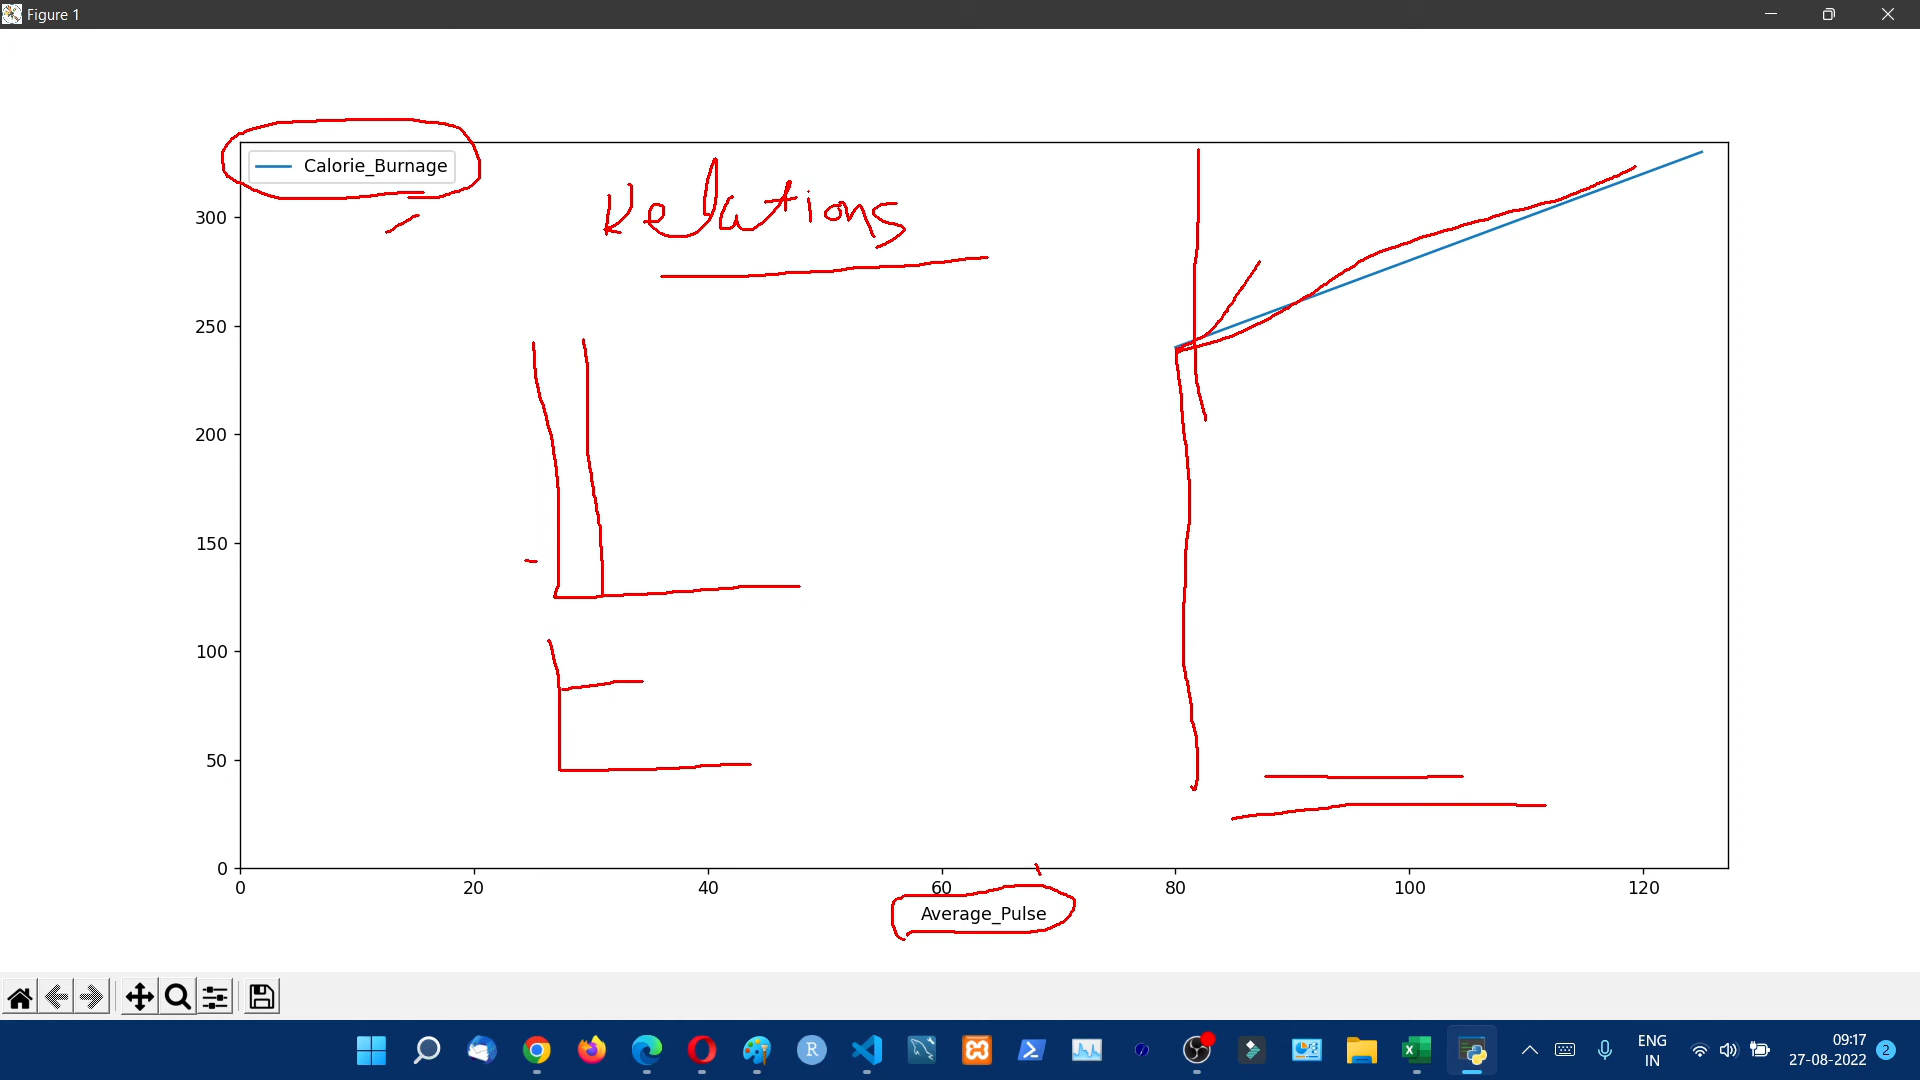 Figure 1
Calorie_Burnage
Relations
300
250
200
150
100
50
0
0 20 40 60 80 100 120
Average_Pulse
R
ENG
IN
09:17
27-08-2022
2